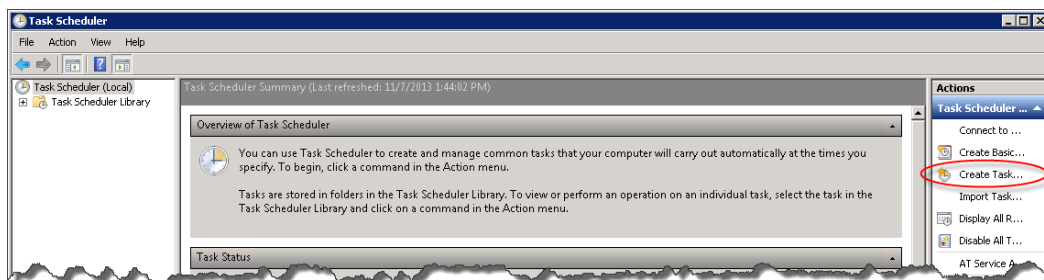 Task Scheduler
File Action View Help
Task Scheduler (Local)
Task Scheduler Library
Task Scheduler Summary (Last refreshed: 11/7/2013 1:44:02 PM)
Overview of Task Scheduler
You can use Task Scheduler to create and manage common tasks that your computer will carry out automatically at the times you
specify. To begin, click a command in the Action menu.
Tasks are stored in folders in the Task Scheduler Library. To view or perform an operation on an individual task, select the task in the
Task Scheduler Library and click on a command in the Action menu.
Task Status
Actions
Task Scheduler ...
Connect to ...
Create Basic...
Create Task...
Import Task...
Display All R...
Disable All T...
AT Service A